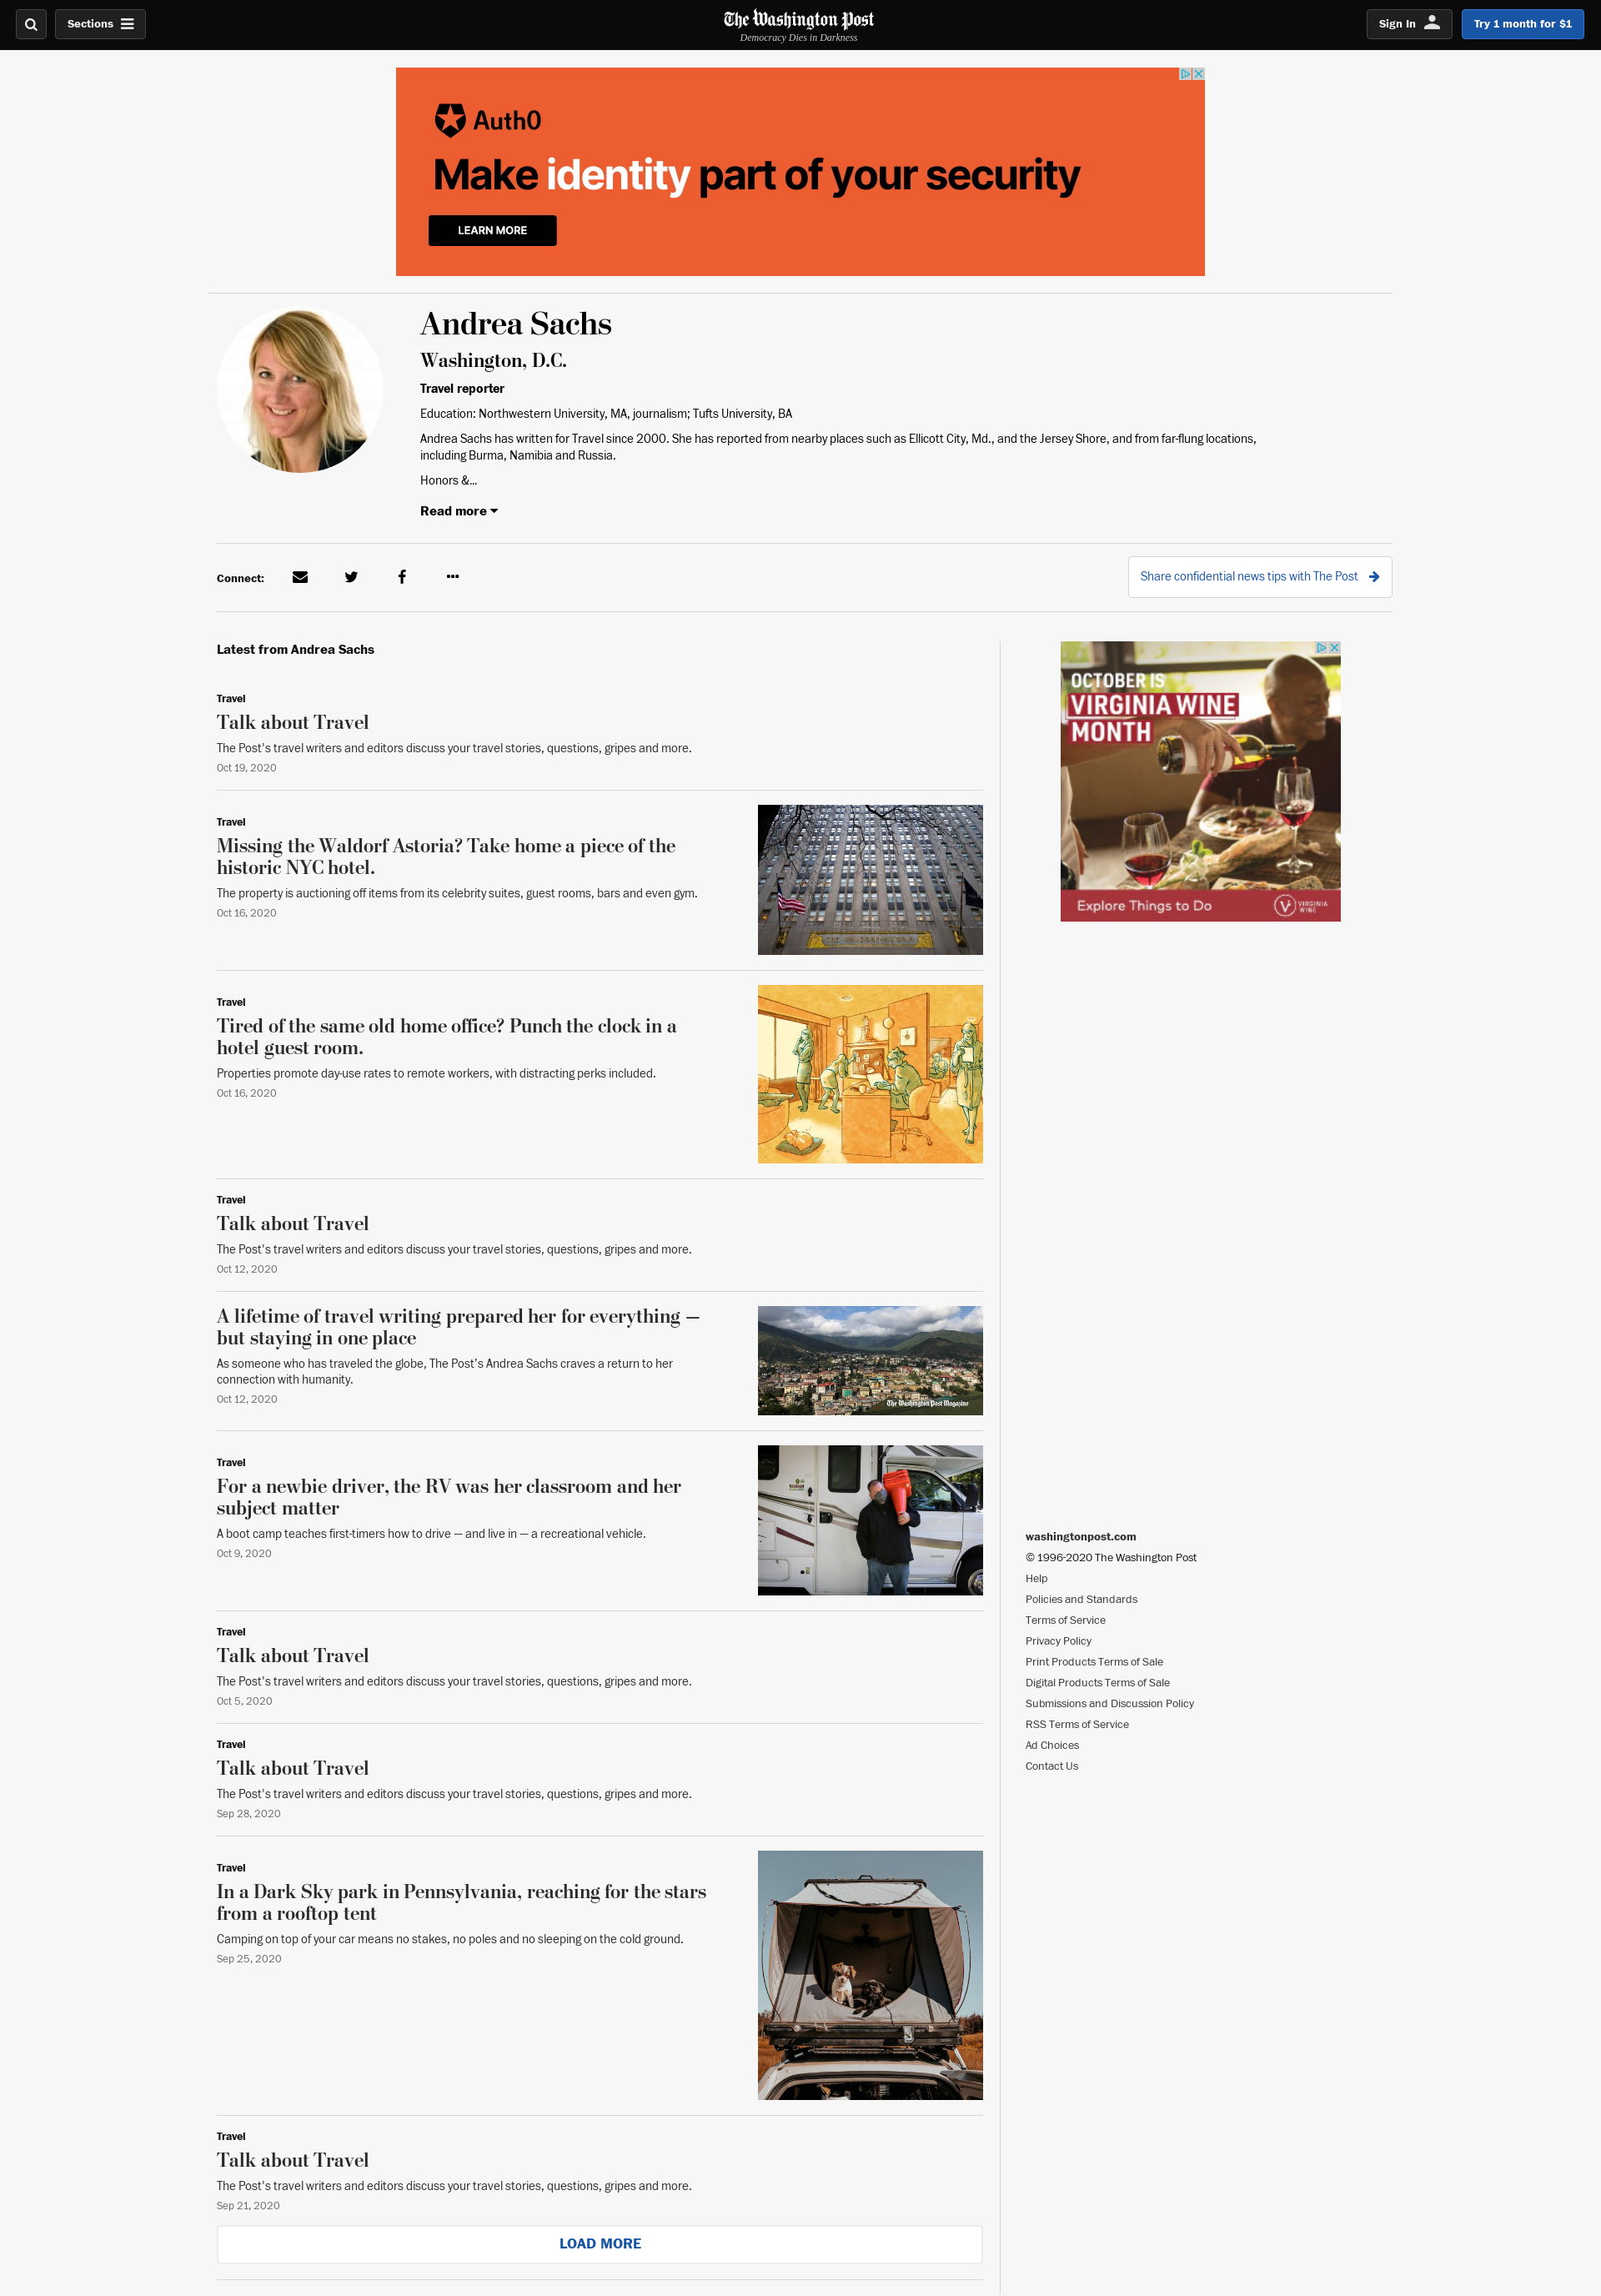 Sections
The Washington Post
Democracy Dies in Darkness
Sign In
Try 1 month for $1
Auth0
Make identity part of your security
LEARN MORE
Andrea Sachs
Washington, D.C.
Travel reporter
Education: Northwestern University, MA, journalism; Tufts University, BA
Andrea Sachs has written for Travel since 2000. She has reported from nearby places such as Ellicott City, Md., and the Jersey Shore, and from far-flung locations,
including Burma, Namibia and Russia.
Honors &...
Read more
Connect:
Share confidential news tips with The Post
Latest from Andrea Sachs
Travel
Talk about Travel
The Post's travel writers and editors discuss your travel stories, questions, gripes and more.
Oct 19, 2020
Travel
Missing the Waldorf Astoria? Take home a piece of the
historic NYC hotel.
The property is auctioning off items from its celebrity suites, guest rooms, bars and even gym.
Oct 16, 2020
Travel
Tired of the same old home office? Punch the clock in a
hotel guest room.
Properties promote day-use rates to remote workers, with distracting perks included.
Oct 16, 2020
Travel
Talk about Travel
The Post's travel writers and editors discuss your travel stories, questions, gripes and more.
Oct 12, 2020
A lifetime of travel writing prepared her for everything —
but staying in one place
As someone who has traveled the globe, The Post's Andrea Sachs craves a return to her
connection with humanity.
Oct 12, 2020
The Washington Post Magazine
Travel
For a newbie driver, the RV was her classroom and her
subject matter
A boot camp teaches first-timers how to drive — and live in — a recreational vehicle.
Oct 9, 2020
Travel
Talk about Travel
The Post's travel writers and editors discuss your travel stories, questions, gripes and more.
Oct 5, 2020
Travel
Talk about Travel
The Post's travel writers and editors discuss your travel stories, questions, gripes and more.
Sep 28, 2020
Travel
In a Dark Sky park in Pennsylvania, reaching for the stars
from a rooftop tent
Camping on top of your car means no stakes, no poles and no sleeping on the cold ground.
Sep 25, 2020
Travel
Talk about Travel
The Post's travel writers and editors discuss your travel stories, questions, gripes and more.
Sep 21, 2020
LOAD MORE
OCTOBER IS
VIRGINIA WINE
MONTH
Explore Things to Do
VIRGINIA
WINE
washingtonpost.com
© 1996-2020 The Washington Post
Help
Policies and Standards
Terms of Service
Privacy Policy
Print Products Terms of Sale
Digital Products Terms of Sale
Submissions and Discussion Policy
RSS Terms of Service
Ad Choices
Contact Us